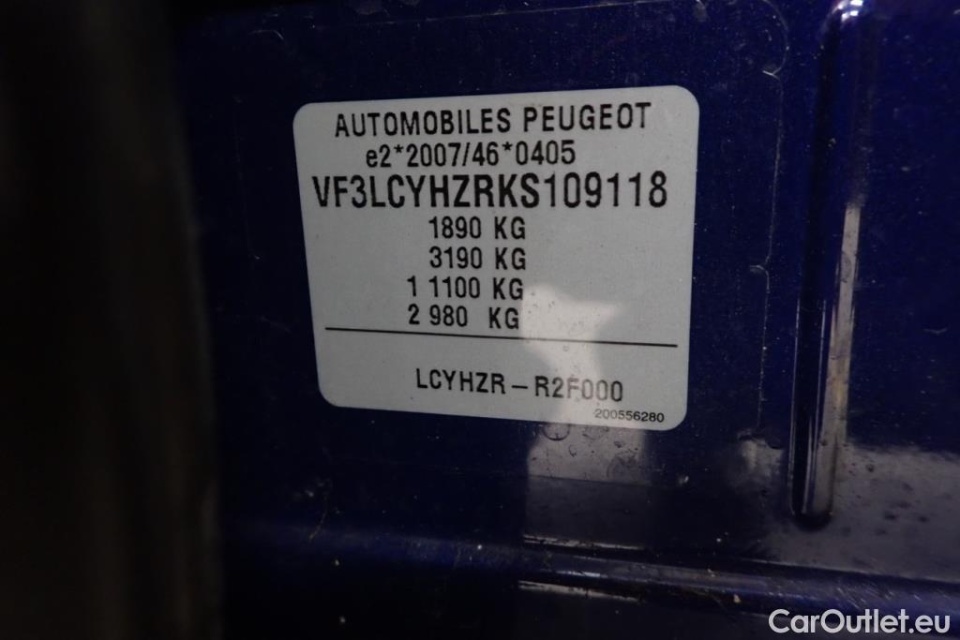 AUTOMOBILES PEUGEOT
e2*2007/46*0405
VF3LCYHZRKS109118
1890 KG
3190 KG
1 1100 KG
2 980 KG
LCYHZR – R2F000
200556280
CarOutlet.eu